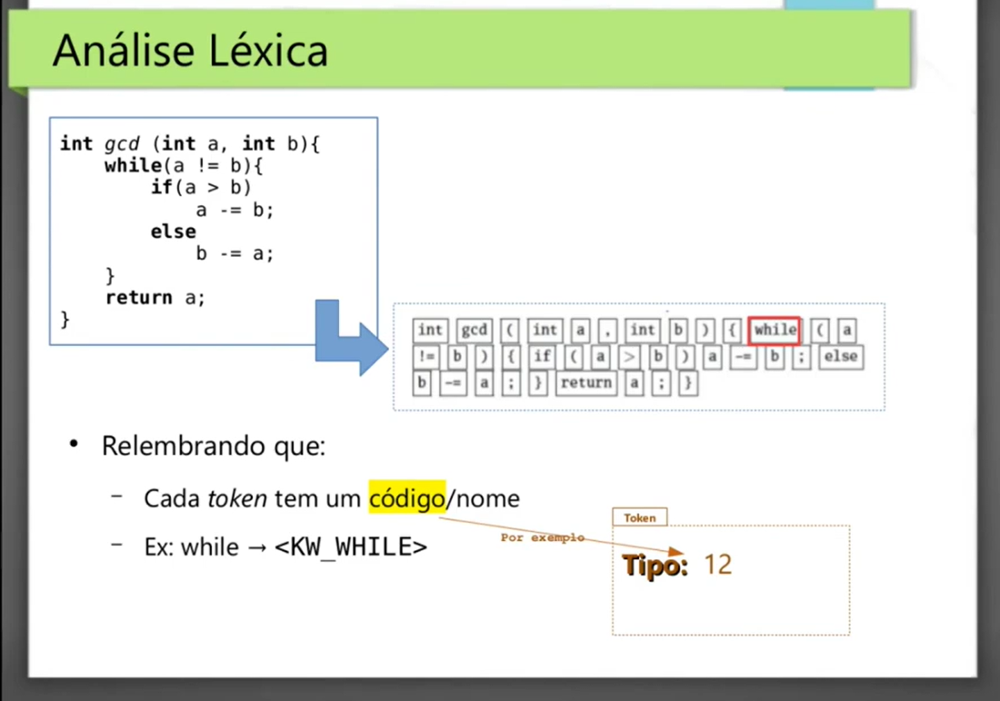 Análise Léxica
int gcd (int a, int b){
while(a != b){
if(a > b)
a -= b;
else
b -= a;
}
return a;
}
int gcd ( int a , int b ) { while ( a
!= b ) { if ( a > b ) a -= b ; else
b -= a ; } return a ; }
• Relembrando que:
– Cada token tem um código/nome
– Ex: while → <KW_WHILE>
Por exemplo
Token
Tipo: 12